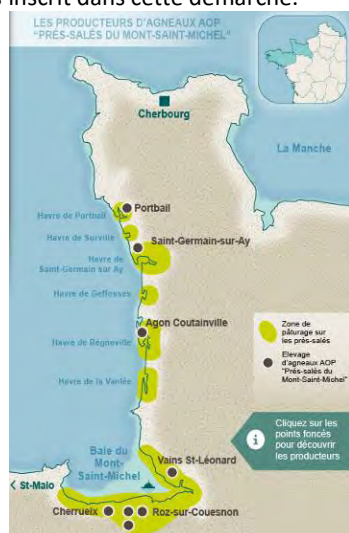 inscrit dans cette démarche.
LES PRODUCTEURS D'AGNEAUX AOP
"PRÉS-SALÉS DU MONT-SAINT-MICHEL"
Cherbourg
La Manche
Portbail
Havre de Portbail
Havre de Surville
Saint-Germain-sur-Ay
Havre de
Saint-Germain sur Ay
Havre de Geffosses
Agon Coutainville
Havre de Regnéville
Havre de la Vanlée
Zone de
pâturage sur
les prés-salés
Elevage
d'agneaux AOP
"Prés-salés du
Mont-Saint-Michel"
Cliquez sur les
points foncés
pour découvrir
les producteurs
i
Baie du
Mont-
Saint-Michel
Vains St-Léonard
< St-Malo
Cherrueix
Roz-sur-Couesnon